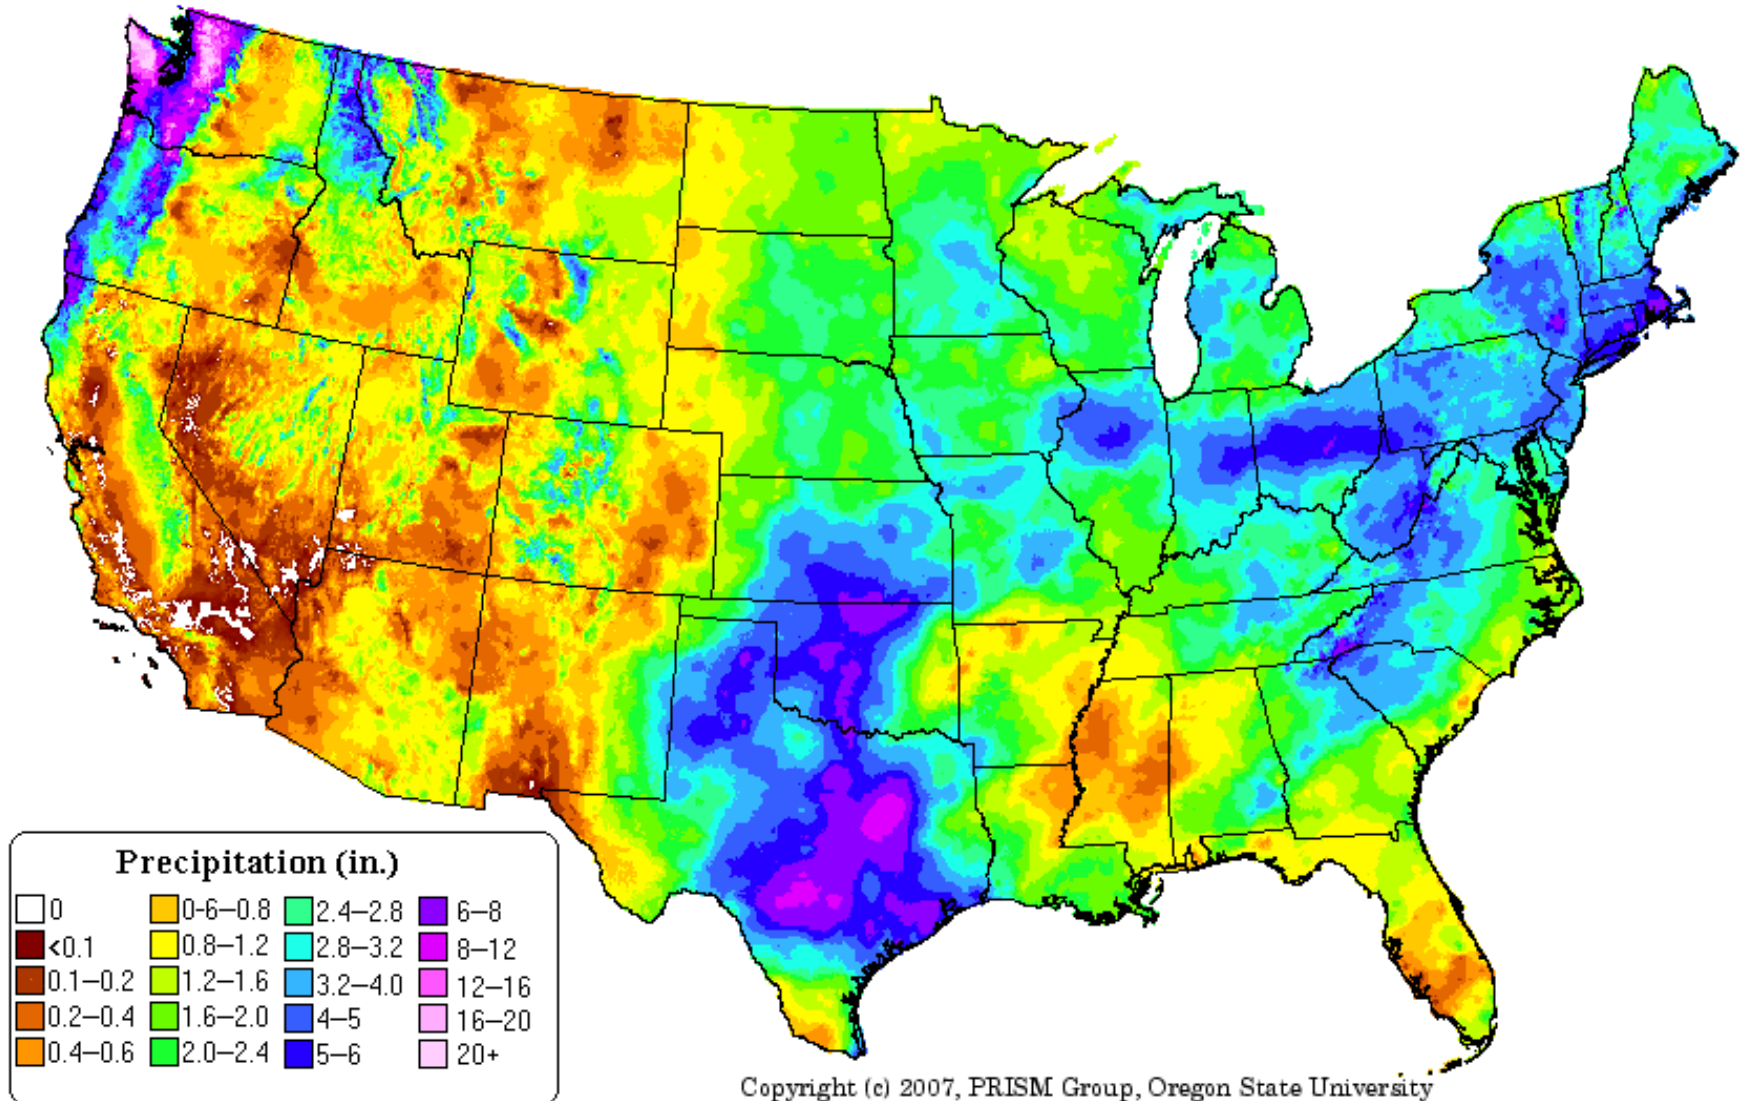 Precipitation (in.)
0 0-6–0.8 2.4–2.8 6–8
<0.1 0.8–1.2 2.8–3.2 8–12
0.1–0.2 1.2–1.6 3.2–4.0 12–16
0.2–0.4 1.6–2.0 4–5 16–20
0.4–0.6 2.0–2.4 5–6 20+
Copyright (c) 2007, PRISM Group, Oregon State University